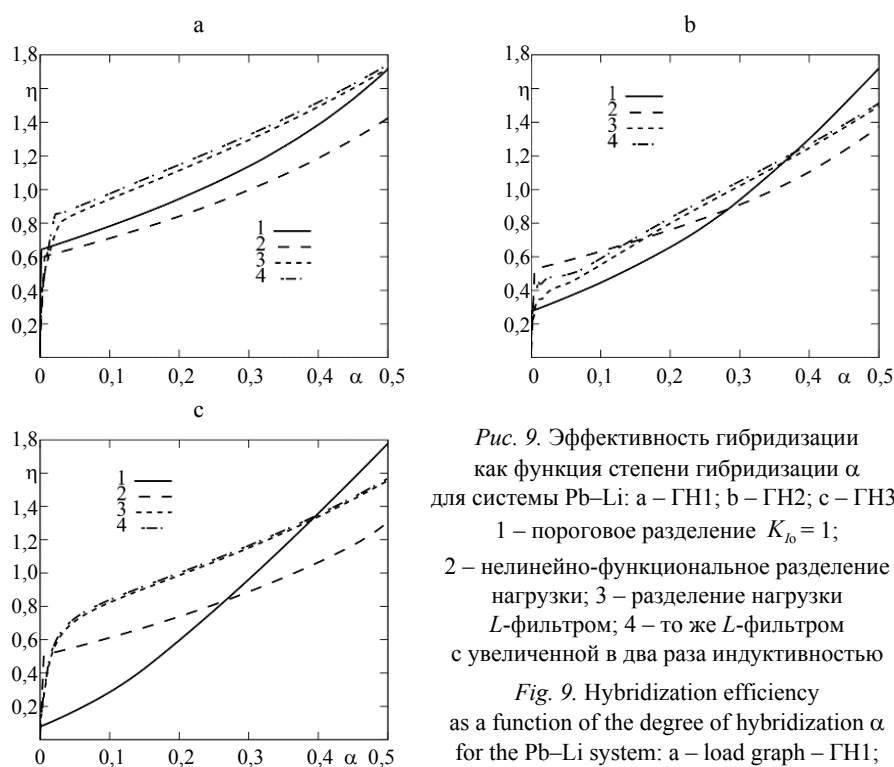 a
1,8
η
1,4
1,2
1,0
0,8
0,6
0,4
0,2
1
2
3
4
0 0,1 0,2 0,3 0,4 α 0,5
b
1,8
η
1,4
1,2
1,0
0,8
0,6
0,4
0,2
1
2
3
4
0 0,1 0,2 0,3 0,4 α 0,5
c
1,8
η
1,4
1,2
1,0
0,8
0,6
0,4
0,2
1
2
3
4
0 0,1 0,2 0,3 0,4 α 0,5
Рис. 9. Эффективность гибридизации
как функция степени гибридизации α
для системы Pb–Li: a – ГН1; b – ГН2; c – ГН3
1 – пороговое разделение K_I0 = 1;
2 – нелинейно-функциональное разделение
нагрузки; 3 – разделение нагрузки
L-фильтром; 4 – то же L-фильтром
с увеличенной в два раза индуктивностью
Fig. 9. Hybridization efficiency
as a function of the degree of hybridization α
for the Pb–Li system: a – load graph – ГН1;